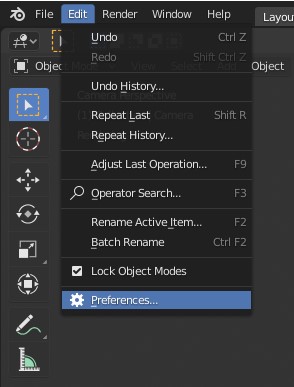 File Edit Render Window Help Layou
Undo Ctrl Z
Redo Shift Ctrl Z
Object
Object
Undo History...
Repeat Last Shift R
Repeat History...
Adjust Last Operation... F9
Operator Search... F3
Rename Active Item... F2
Batch Rename Ctrl F2
Lock Object Modes
Preferences...